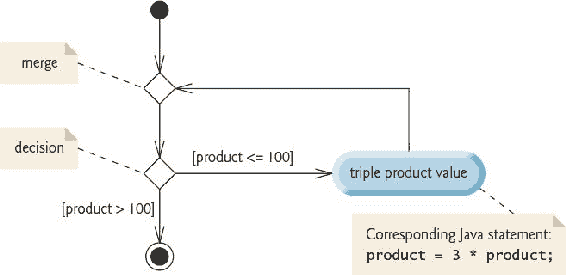 merge
decision
[product <= 100]
triple product value
[product > 100]
Corresponding Java statement:
product = 3 * product;